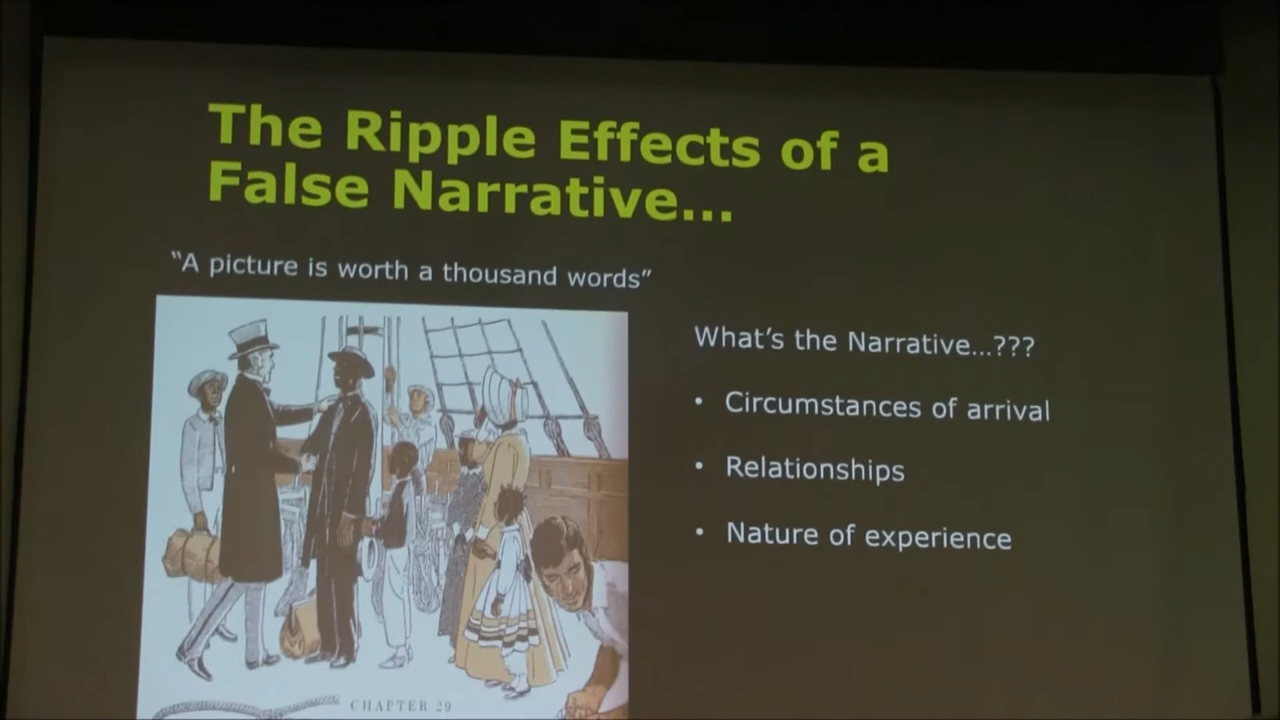 The Ripple Effects of a
False Narrative...
“A picture is worth a thousand words”
What’s the Narrative...???
• Circumstances of arrival
• Relationships
• Nature of experience
CHAPTER 29